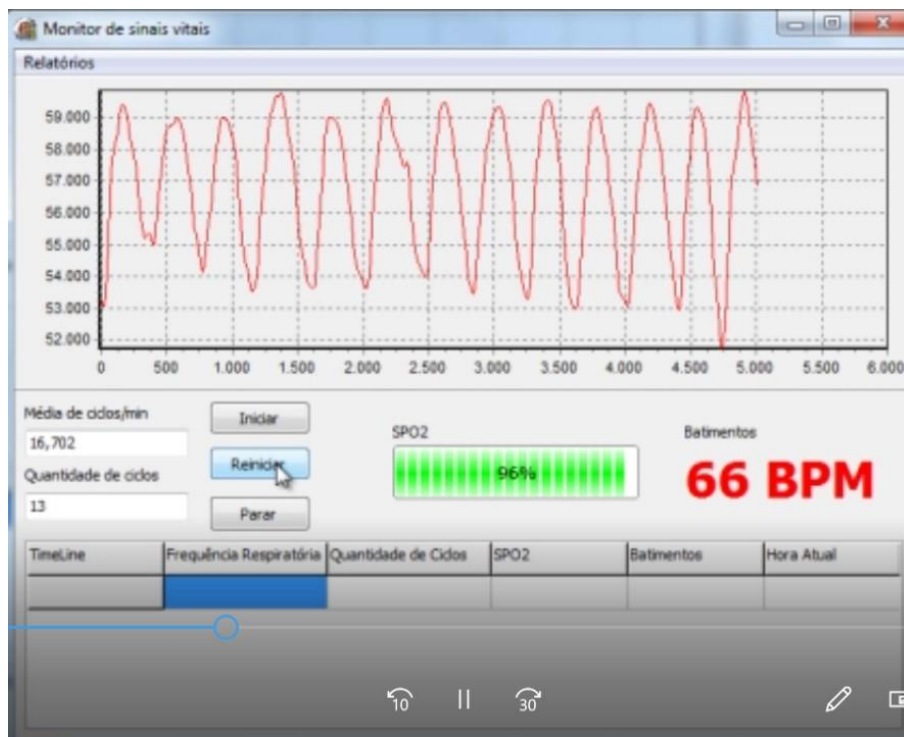 Monitor de sinais vitais
Relatórios
59.000
58.000
57.000
56.000
55.000
54.000
53.000
52.000
0 500 1.000 1.500 2.000 2.500 3.000 3.500 4.000 4.500 5.000 5.500 6.000
Média de ciclos/min
16,702
Quantidade de ciclos
13
Iniciar
Reiniciar
Parar
SPO2
96%
Batimentos
66 BPM
TimeLine Frequência Respiratória Quantidade de Ciclos SPO2 Batimentos Hora Atual
10 30